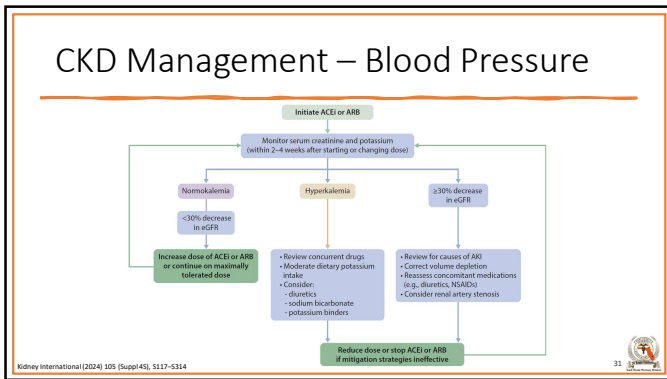 CKD Management – Blood Pressure
Initiate ACEi or ARB
Monitor serum creatinine and potassium
(within 2–4 weeks after starting or changing dose)
Normokalemia
Hyperkalemia
≥30% decrease
in eGFR
<30% decrease
in eGFR
Increase dose of ACEi or ARB
or continue on maximally
tolerated dose
• Review concurrent drugs
• Moderate dietary potassium
intake
• Consider:
- diuretics
- sodium bicarbonate
- potassium binders
• Review for causes of AKI
• Correct volume depletion
• Reassess concomitant medications
(e.g., diuretics, NSAIDs)
• Consider renal artery stenosis
Reduce dose or stop ACEi or ARB
if mitigation strategies ineffective
Kidney International (2024) 105 (Suppl 4S), S117–S314
31